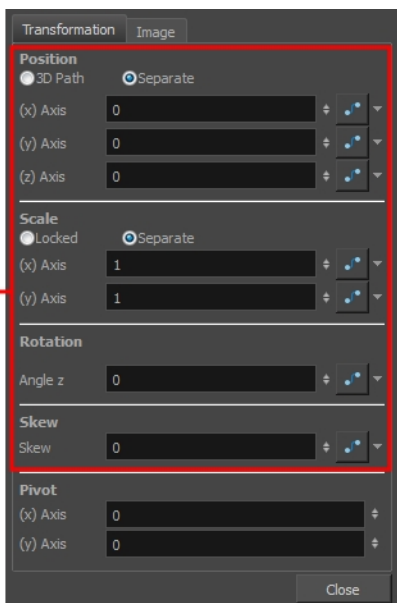 Transformation Image
Position
3D Path Separate
(x) Axis 0
(y) Axis 0
(z) Axis 0
Scale
Locked Separate
(x) Axis 1
(y) Axis 1
Rotation
Angle z 0
Skew
Skew 0
Pivot
(x) Axis 0
(y) Axis 0
Close